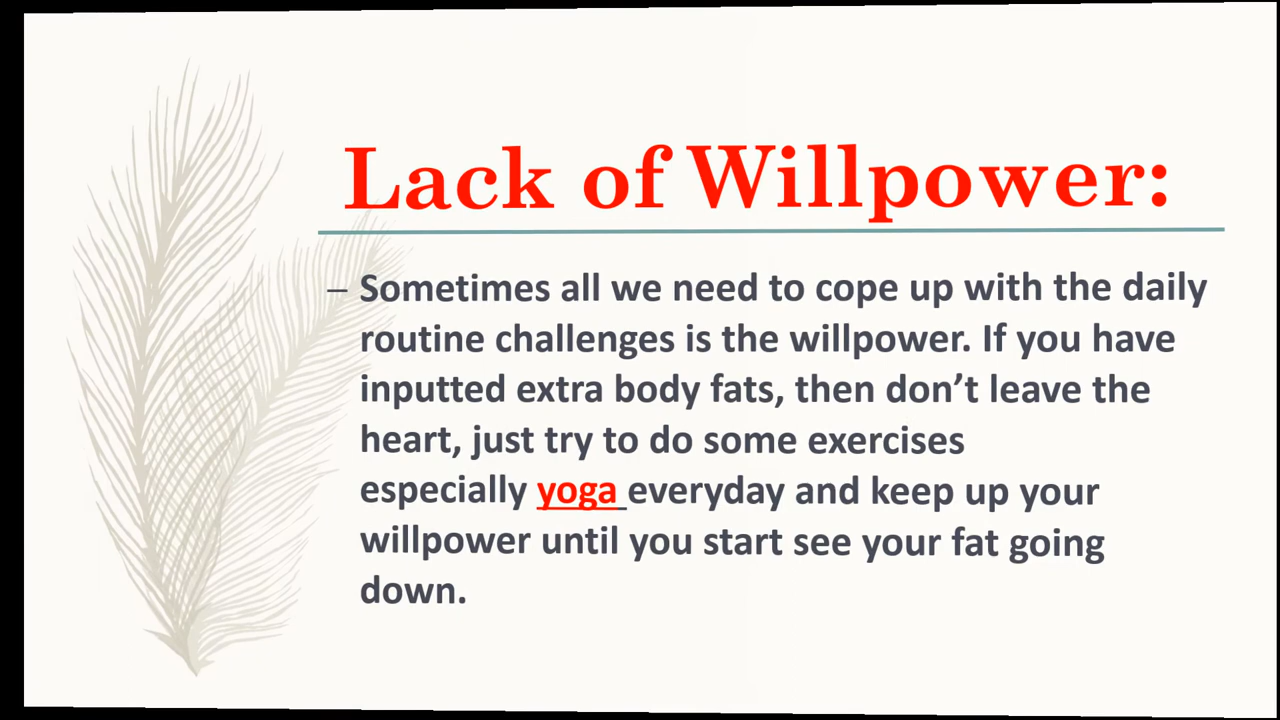 Lack of Willpower:
– Sometimes all we need to cope up with the daily
routine challenges is the willpower. If you have
inputted extra body fats, then don’t leave the
heart, just try to do some exercises
especially yoga everyday and keep up your
willpower until you start see your fat going
down.